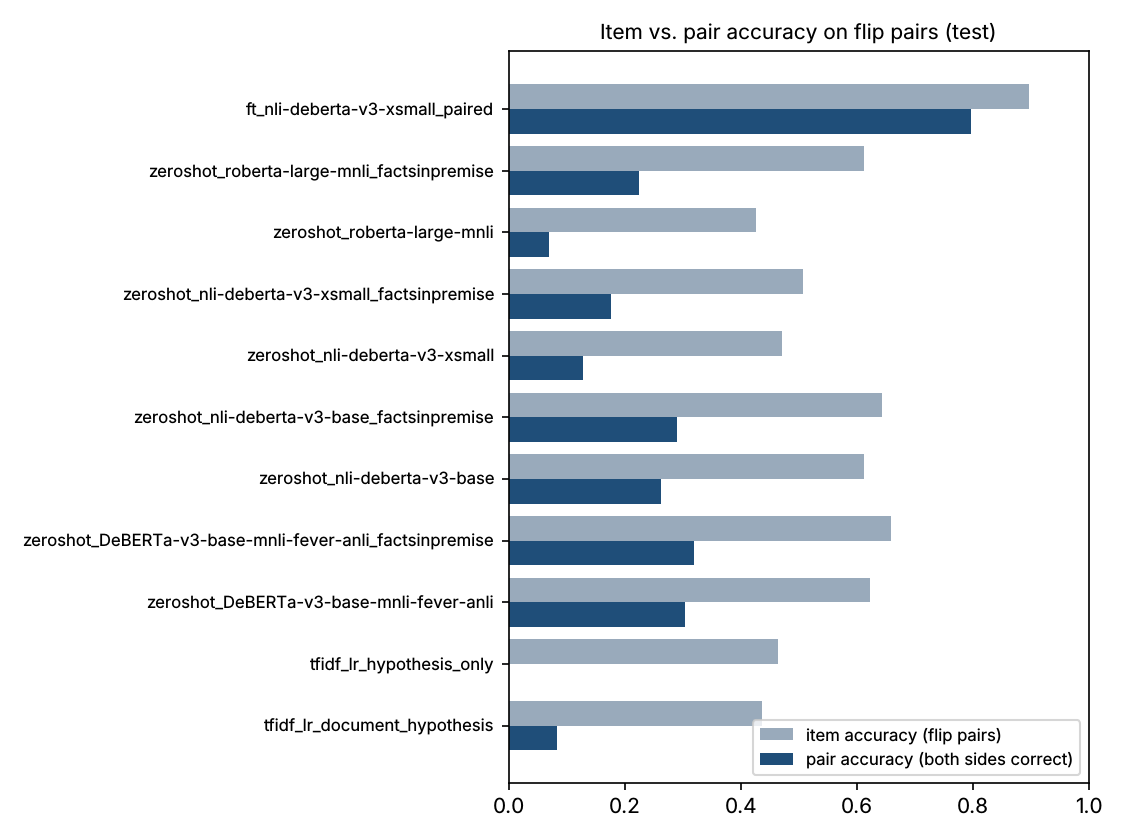 Item vs. pair accuracy on flip pairs (test)
ft_nli-deberta-v3-xsmall_paired
zeroshot_roberta-large-mnli_factsinpremise
zeroshot_roberta-large-mnli
zeroshot_nli-deberta-v3-xsmall_factsinpremise
zeroshot_nli-deberta-v3-xsmall
zeroshot_nli-deberta-v3-base_factsinpremise
zeroshot_nli-deberta-v3-base
zeroshot_DeBERTa-v3-base-mnli-fever-anli_factsinpremise
zeroshot_DeBERTa-v3-base-mnli-fever-anli
tfidf_lr_hypothesis_only
tfidf_lr_document_hypothesis
item accuracy (flip pairs)
pair accuracy (both sides correct)
0.0 0.2 0.4 0.6 0.8 1.0